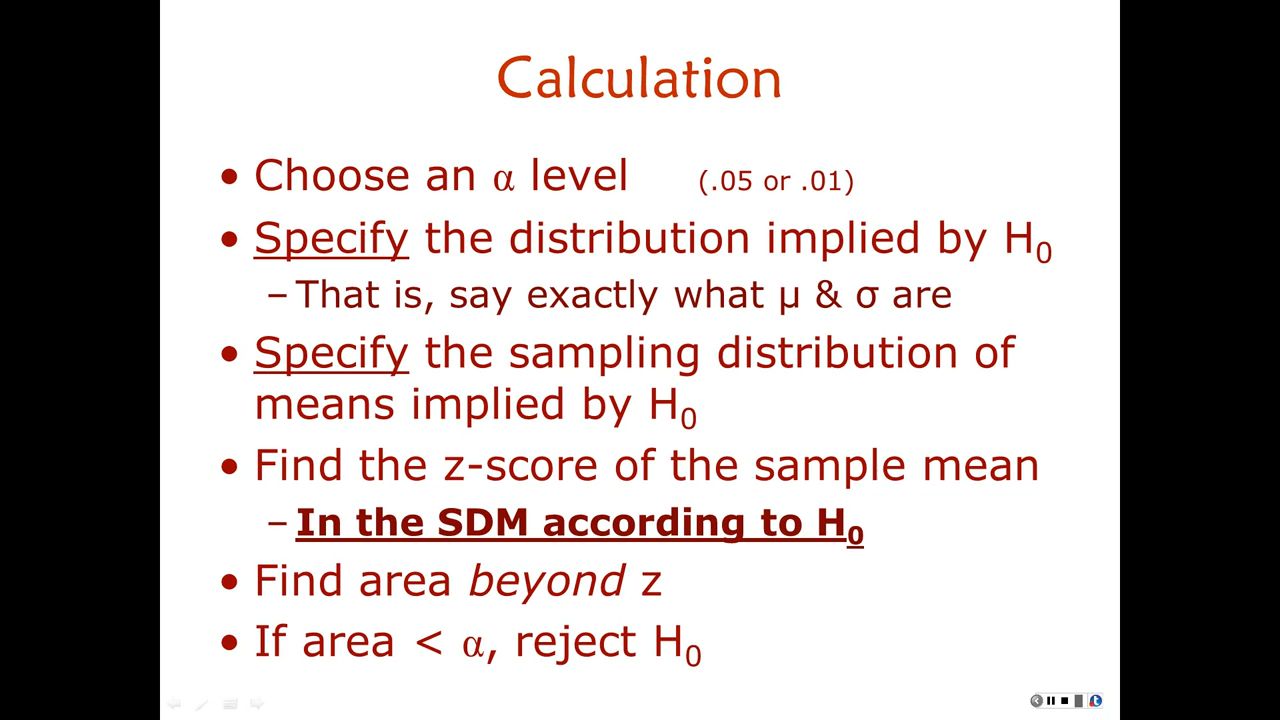 Calculation
• Choose an α level (.05 or .01)
• Specify the distribution implied by H₀
– That is, say exactly what μ & σ are
• Specify the sampling distribution of
means implied by H₀
• Find the z-score of the sample mean
– In the SDM according to H₀
• Find area beyond z
• If area < α, reject H₀